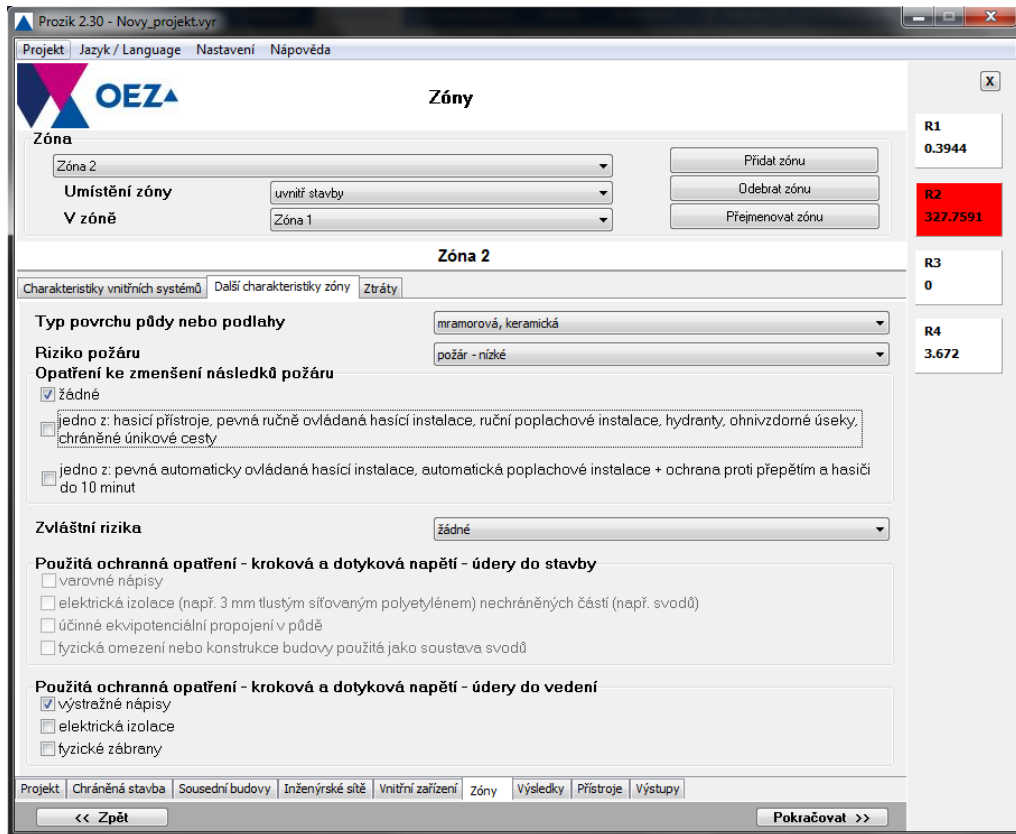 Prozik 2.30 - Novy_projekt.vyr
Projekt Jazyk / Language Nastavení Nápověda
X
OEZ
Zóny
R1
0.3944
Zóna
Zóna 2
Přidat zónu
Umístění zóny
uvnitř stavby
Odebrat zónu
R2
327.7591
V zóně
Zóna 1
Přejmenovat zónu
Zóna 2
R3
0
Charakteristiky vnitřních systémů Další charakteristiky zóny Ztráty
Typ povrchu půdy nebo podlahy
mramorová, keramická
R4
3.672
Riziko požáru
požár - nízké
Opatření ke zmenšení následků požáru
žádné
jedno z: hasicí přístroje, pevná ručně ovládaná hasící instalace, ruční poplachové instalace, hydranty, ohnivzdorné úseky,
chráněné únikové cesty
jedno z: pevná automaticky ovládaná hasící instalace, automatická poplachové instalace + ochrana proti přepětím a hasiči
do 10 minut
Zvláštní rizika
žádné
Použitá ochranná opatření - kroková a dotyková napětí - údery do stavby
varovné nápisy
elektrická izolace (např. 3 mm tlustým síťovaným polyetylénem) nechráněných částí (např. svodů)
účinné ekvipotenciální propojení v půdě
fyzická omezení nebo konstrukce budovy použitá jako soustava svodů
Použitá ochranná opatření - kroková a dotyková napětí - údery do vedení
výstražné nápisy
elektrická izolace
fyzické zábrany
Projekt Chráněná stavba Sousední budovy Inženýrské sítě Vnitřní zařízení Zóny Výsledky Přístroje Výstupy
<< Zpět
Pokračovat >>